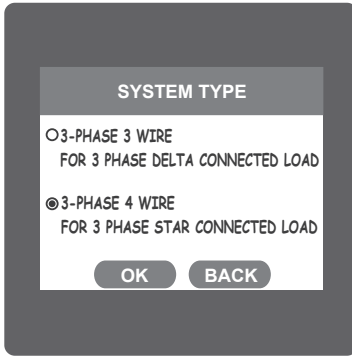 SYSTEM TYPE
3-PHASE 3 WIRE
FOR 3 PHASE DELTA CONNECTED LOAD
3-PHASE 4 WIRE
FOR 3 PHASE STAR CONNECTED LOAD
OK BACK